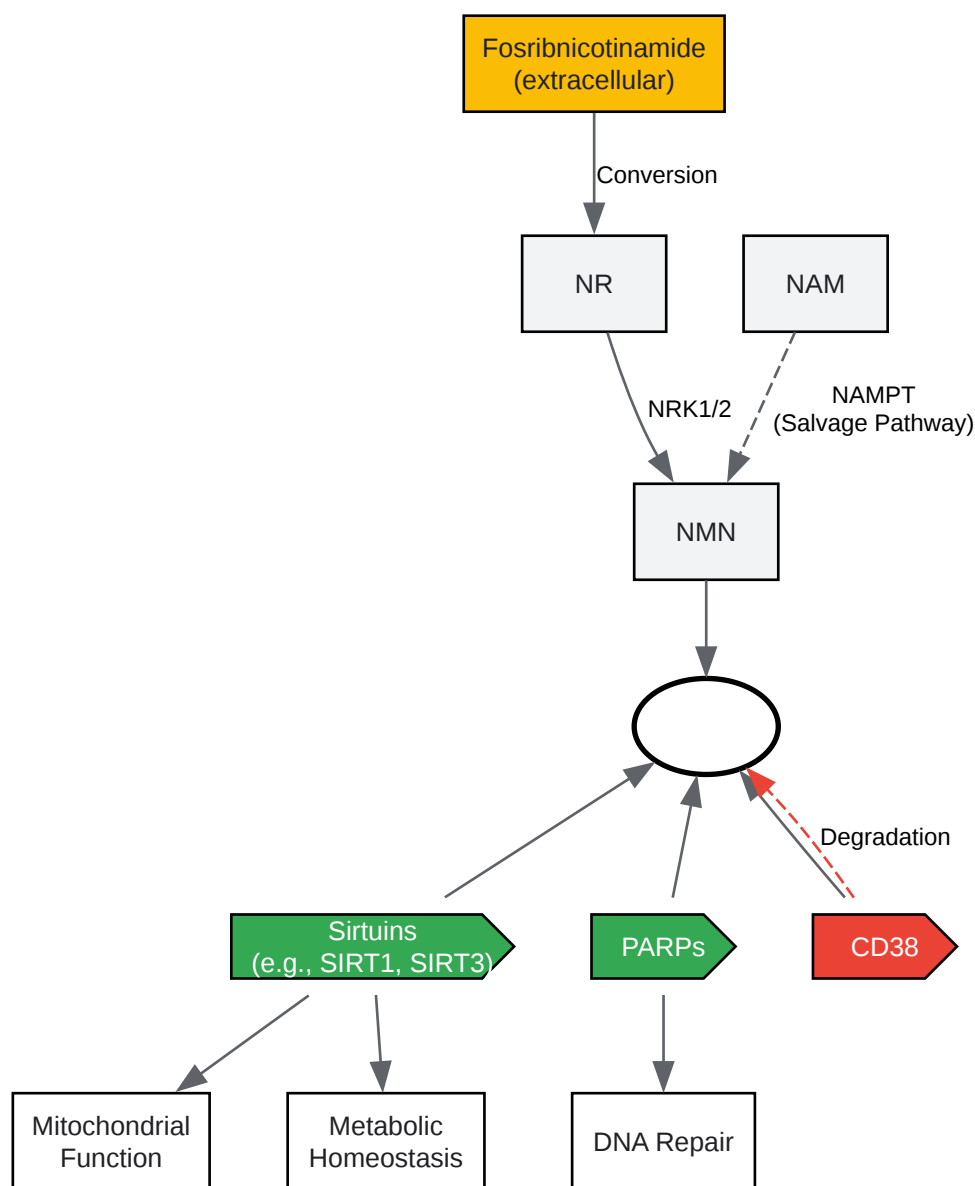 Fosribnicotinamide
(extracellular)
Conversion
NR
NAM
NRK1/2
NAMPT
(Salvage Pathway)
NMN
Degradation
Sirtuins
(e.g., SIRT1, SIRT3)
PARPs
CD38
Mitochondrial
Function
Metabolic
Homeostasis
DNA Repair